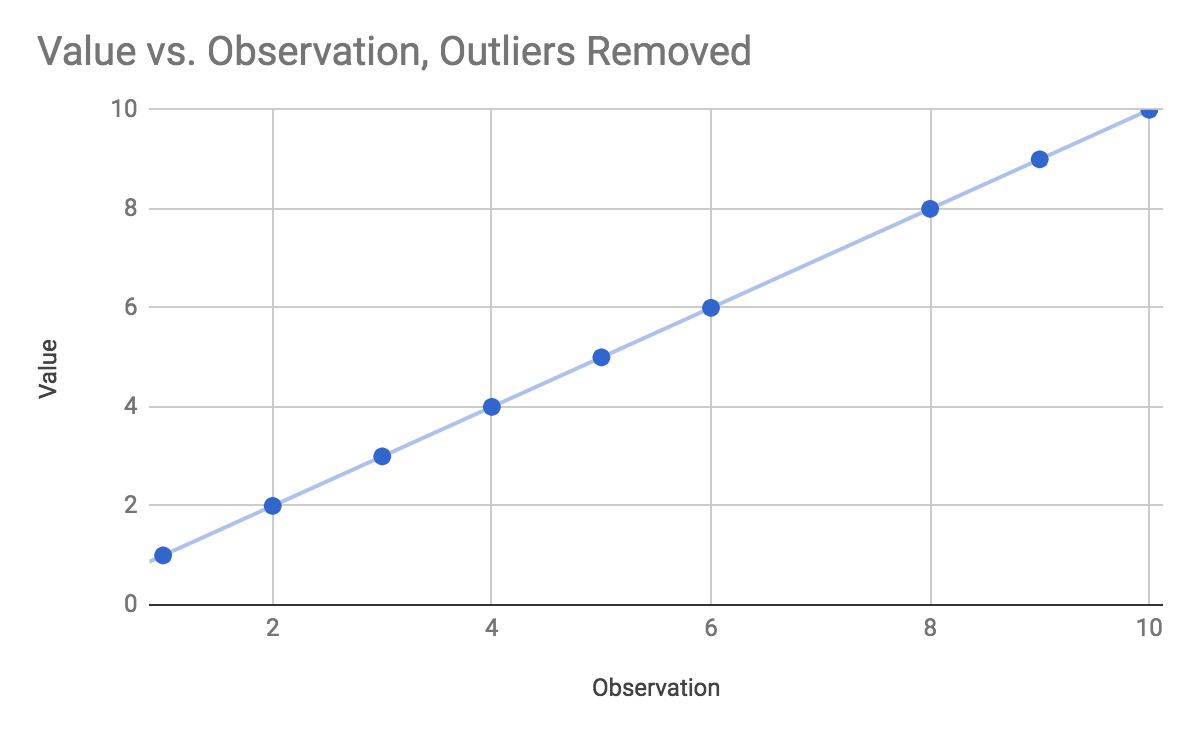 Value vs. Observation, Outliers Removed
10
8
6
4
2
0
Value
2 4 6 8 10
Observation